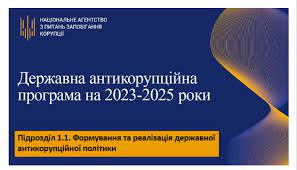 НАЦІОНАЛЬНЕ АГЕНТСТВО
З ПИТАНЬ ЗАПОБІГАННЯ
КОРУПЦІЇ
Державна антикорупційна
програма на 2023-2025 роки
Підрозділ 1.1. Формування та реалізація державної
антикорупційної політики